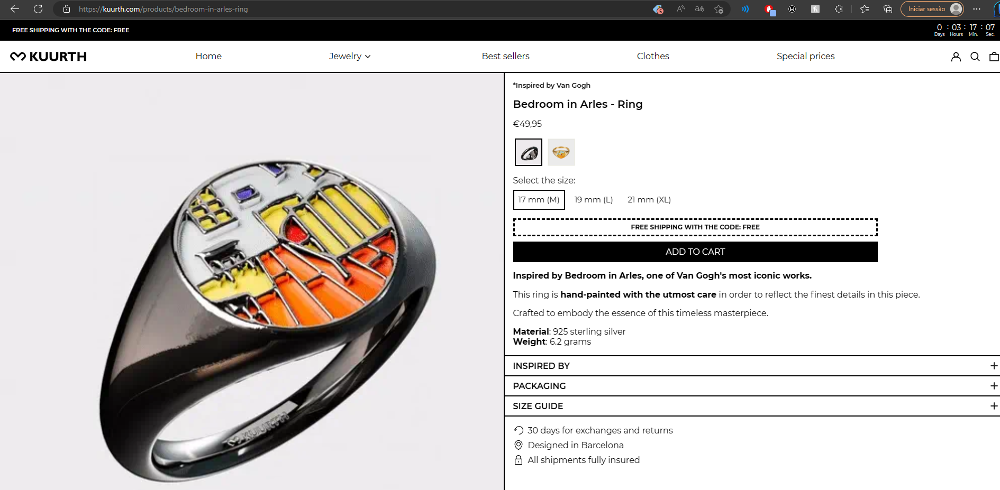 https://kuurth.com/products/bedroom-in-arles-ring
5
Iniciar sessão
FREE SHIPPING WITH THE CODE: FREE
0 : 03 : 17 : 07
Days Hours Min. Sec.
KUURTH
Home
Jewelry
Best sellers
Clothes
Special prices
*Inspired by Van Gogh
Bedroom in Arles - Ring
€49,95
Select the size:
17 mm (M) 19 mm (L) 21 mm (XL)
FREE SHIPPING WITH THE CODE: FREE
ADD TO CART
Inspired by Bedroom in Arles, one of Van Gogh's most iconic works.
This ring is hand-painted with the utmost care in order to reflect the finest details in this piece.
Crafted to embody the essence of this timeless masterpiece.
Material: 925 sterling silver
Weight: 6.2 grams
INSPIRED BY
PACKAGING
SIZE GUIDE
30 days for exchanges and returns
Designed in Barcelona
All shipments fully insured
KUURTH